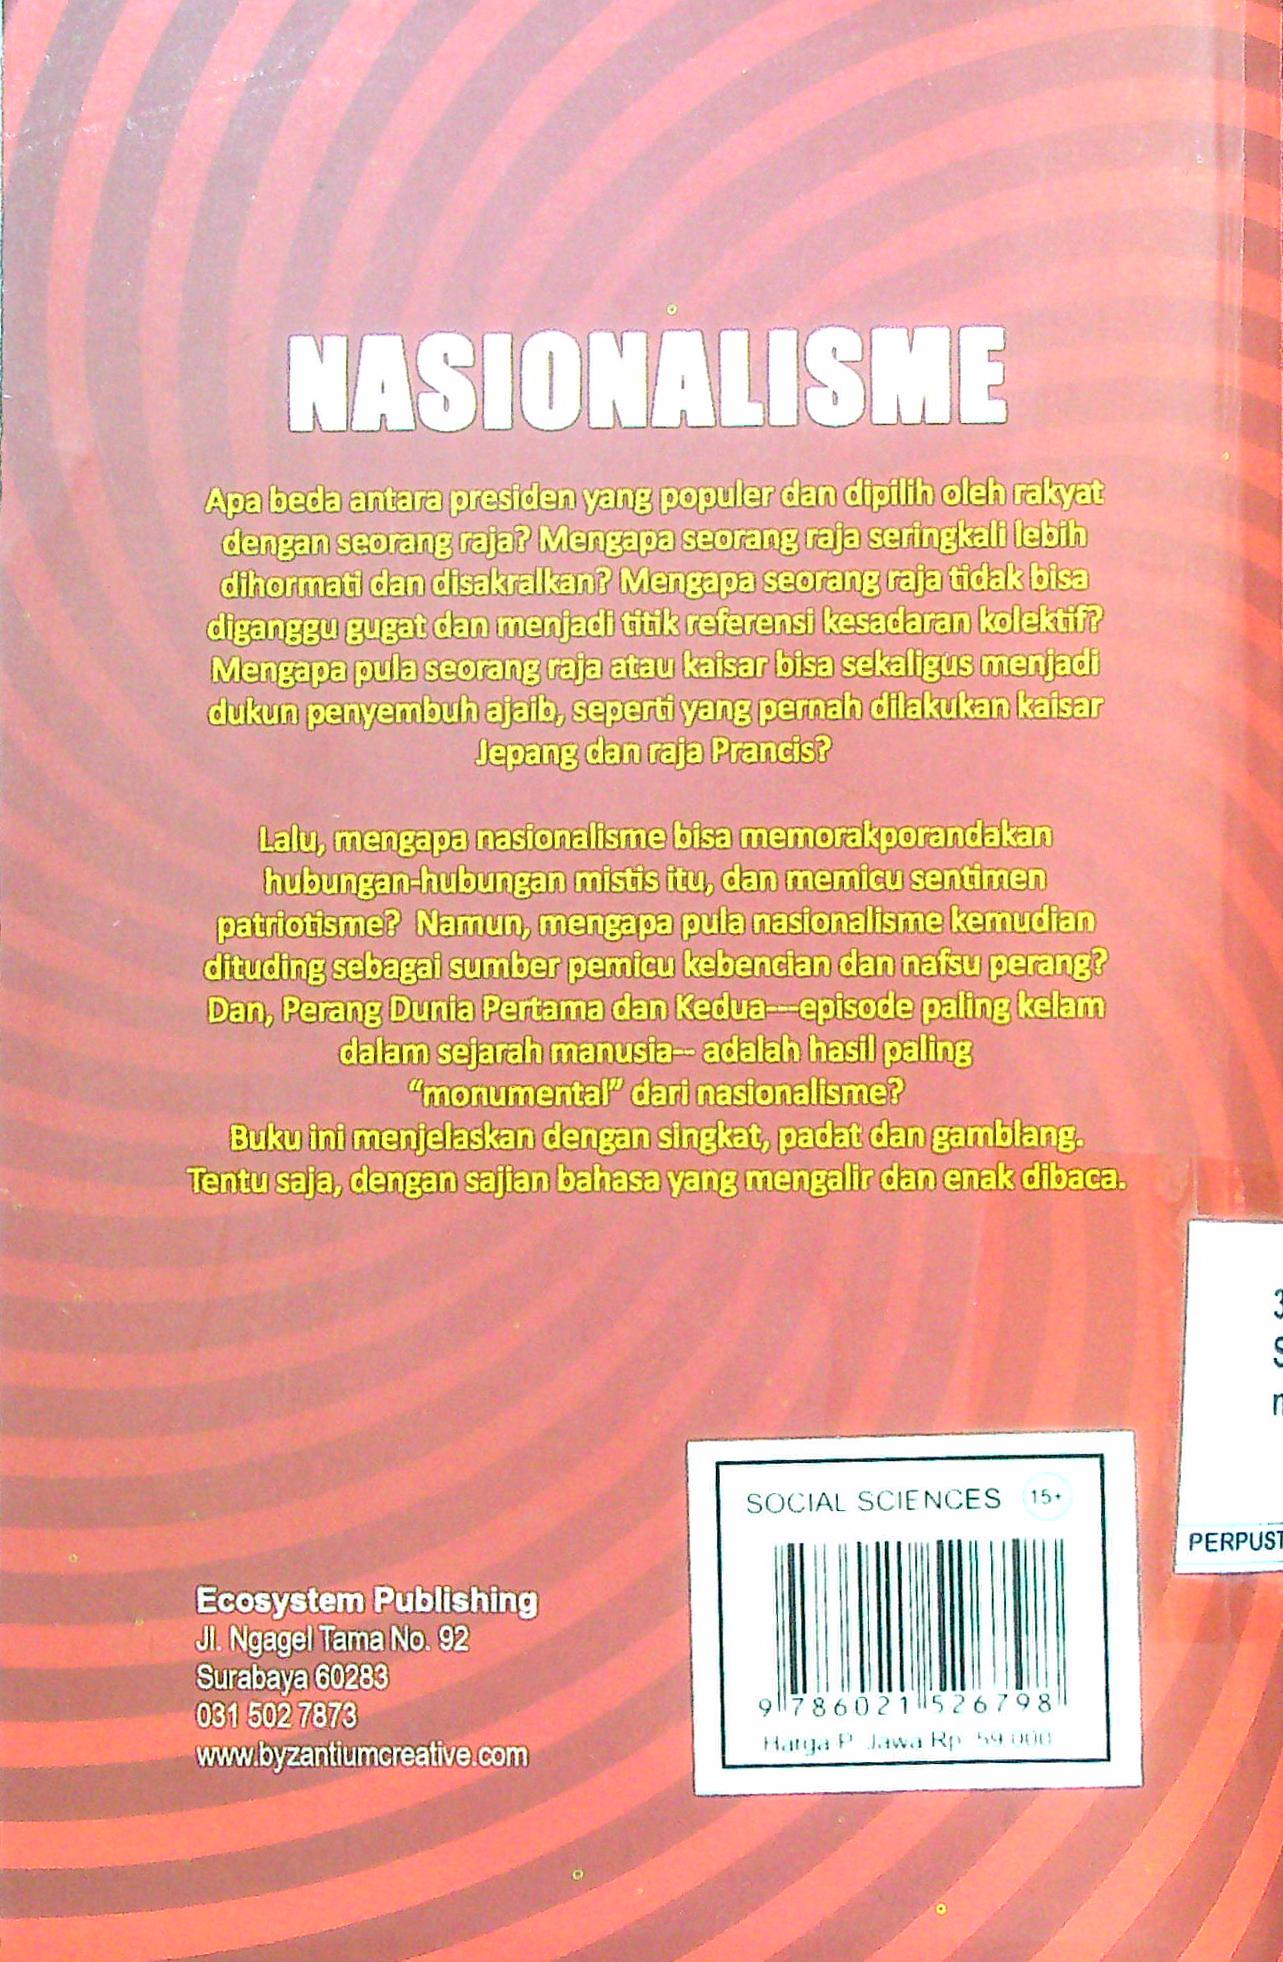 NASIONALISME
Apa beda antara presiden yang populer dan dipilih oleh rakyat
dengan seorang raja? Mengapa seorang raja seringkali lebih
dihormati dan disakralkan? Mengapa seorang raja tidak bisa
diganggu gugat dan menjadi titik referensi kesadaran kolektif?
Mengapa pula seorang raja atau kaisar bisa sekaligus menjadi
dukun penyembuh ajaib, seperti yang pernah dilakukan kaisar
Jepang dan raja Prancis?
Lalu, mengapa nasionalisme bisa memorakporandakan
hubungan-hubungan mistis itu, dan memicu sentimen
patriotisme? Namun, mengapa pula nasionalisme kemudian
dituding sebagai sumber pemicu kebencian dan nafsu perang?
Dan, Perang Dunia Pertama dan Kedua---episode paling kelam
dalam sejarah manusia-- adalah hasil paling
“monumental” dari nasionalisme?
Buku ini menjelaskan dengan singkat, padat dan gamblang.
Tentu saja, dengan sajian bahasa yang mengalir dan enak dibaca.
PERPUST
SOCIAL SCIENCES 15+
9 786021 526798
Harga P. Jawa Rp. 59.000
Ecosystem Publishing
Jl. Ngagel Tama No. 92
Surabaya 60283
031 502 7873
www.byzantiumcreative.com